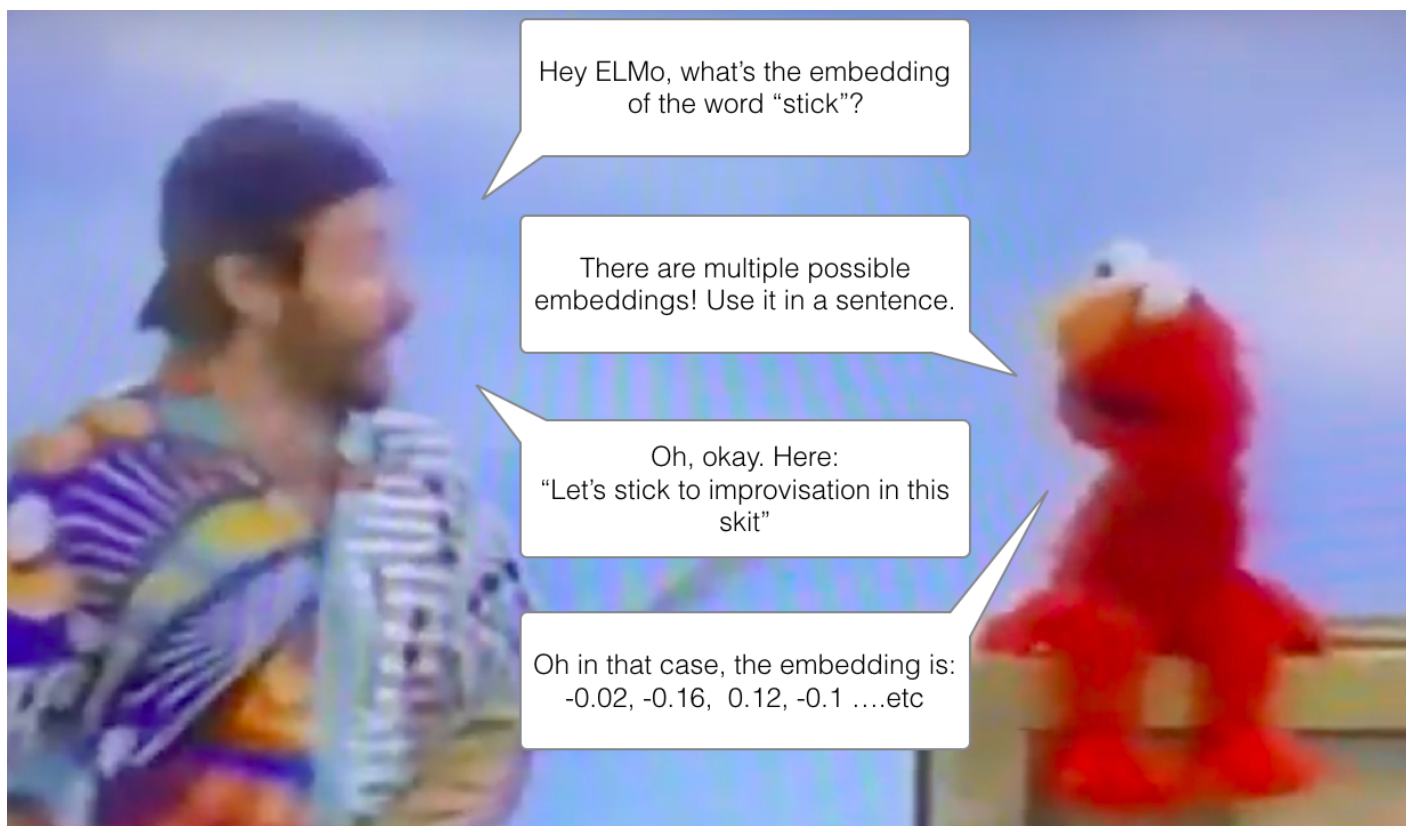 Hey ELMo, what's the embedding
of the word “stick”?
There are multiple possible
embeddings! Use it in a sentence.
Oh, okay. Here:
“Let's stick to improvisation in this
skit”
Oh in that case, the embedding is:
-0.02, -0.16,  0.12, -0.1 ….etc